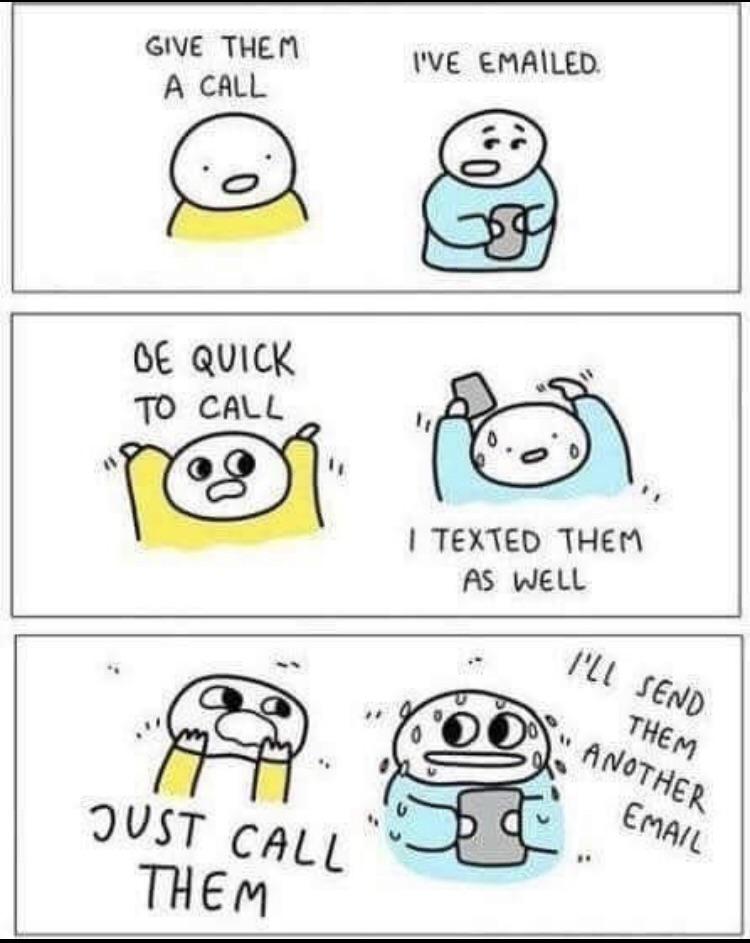 GIVE THEM
A CALL
I'VE EMAILED.
BE QUICK
TO CALL
I TEXTED THEM
AS WELL
JUST CALL
THEM
I'LL SEND
THEM
ANOTHER
EMAIL